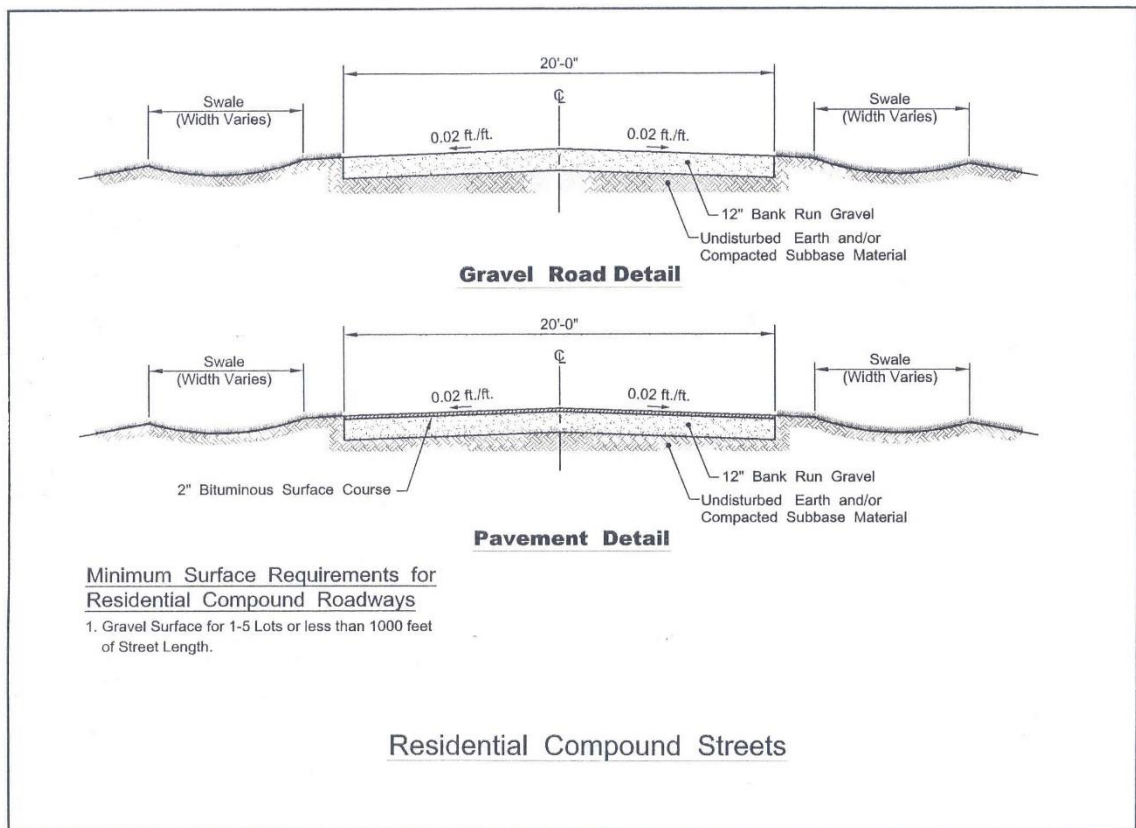 20'-0"
℄
Swale
(Width Varies)
0.02 ft./ft.
0.02 ft./ft.
Swale
(Width Varies)
12" Bank Run Gravel
Undisturbed Earth and/or
Compacted Subbase Material
Gravel Road Detail
20'-0"
℄
Swale
(Width Varies)
0.02 ft./ft.
0.02 ft./ft.
Swale
(Width Varies)
2" Bituminous Surface Course
12" Bank Run Gravel
Undisturbed Earth and/or
Compacted Subbase Material
Pavement Detail
Minimum Surface Requirements for
Residential Compound Roadways
1. Gravel Surface for 1-5 Lots or less than 1000 feet
of Street Length.
Residential Compound Streets